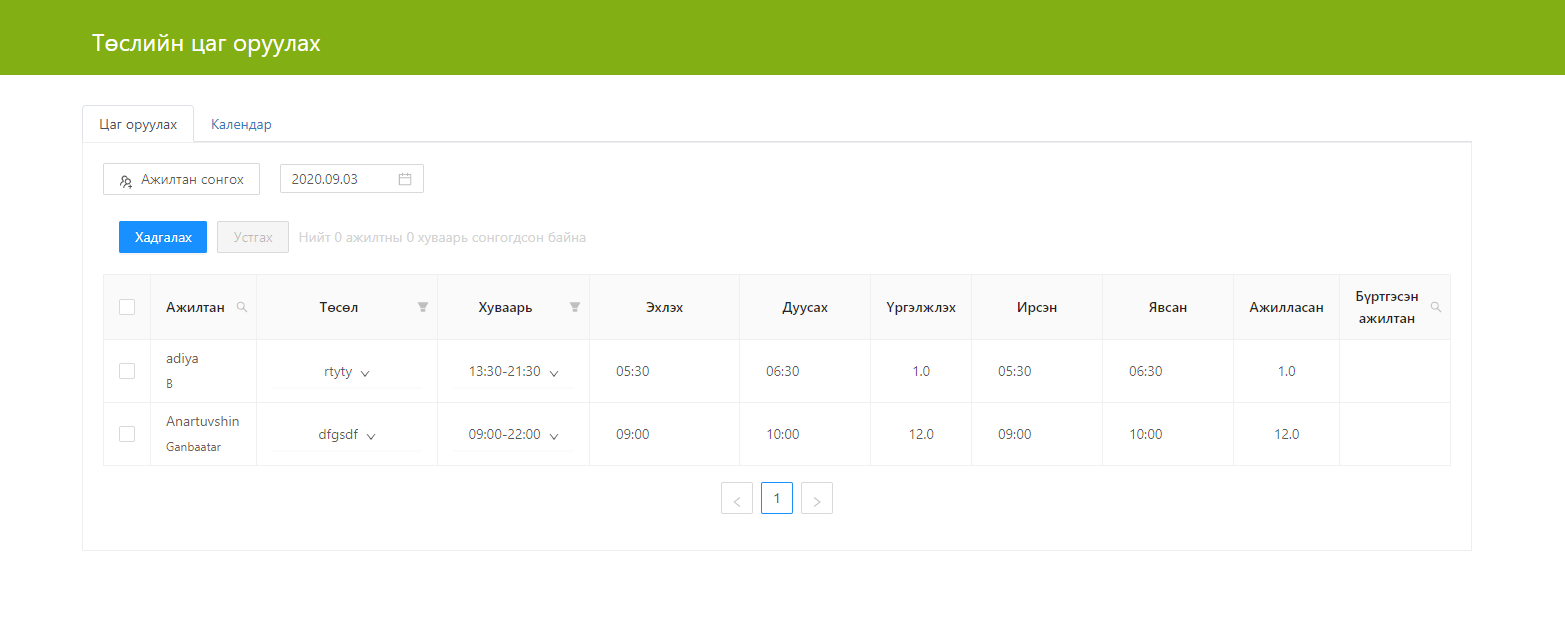 Төслийн цаг оруулах
Цаг оруулах Календар
Ажилтан сонгох 2020.09.03
Хадгалах Устгах Нийт 0 ажилтны 0 хуваарь сонгогдсон байна
Ажилтан Төсөл Хуваарь Эхлэх Дуусах Үргэлжлэх Ирсэн Явсан Ажилласан Бүртгэсэн
ажилтан
adiya
B
rtyty 13:30-21:30 05:30 06:30 1.0 05:30 06:30 1.0
Anartuvshin
Ganbaatar
dfgsdf 09:00-22:00 09:00 10:00 12.0 09:00 10:00 12.0
1